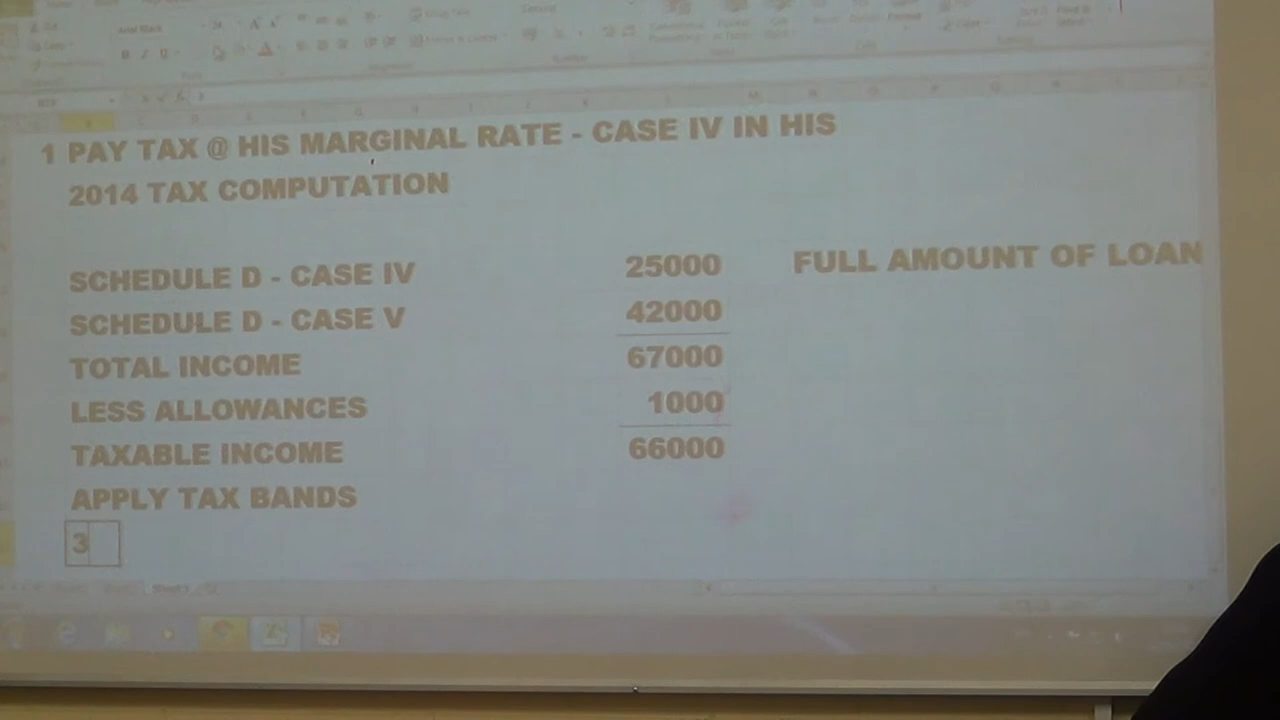 1 PAY TAX @ HIS MARGINAL RATE - CASE IV IN HIS
2014 TAX COMPUTATION
SCHEDULE D - CASE IV 25000 FULL AMOUNT OF LOAN
SCHEDULE D - CASE V 42000
TOTAL INCOME 67000
LESS ALLOWANCES 1000
TAXABLE INCOME 66000
APPLY TAX BANDS
3